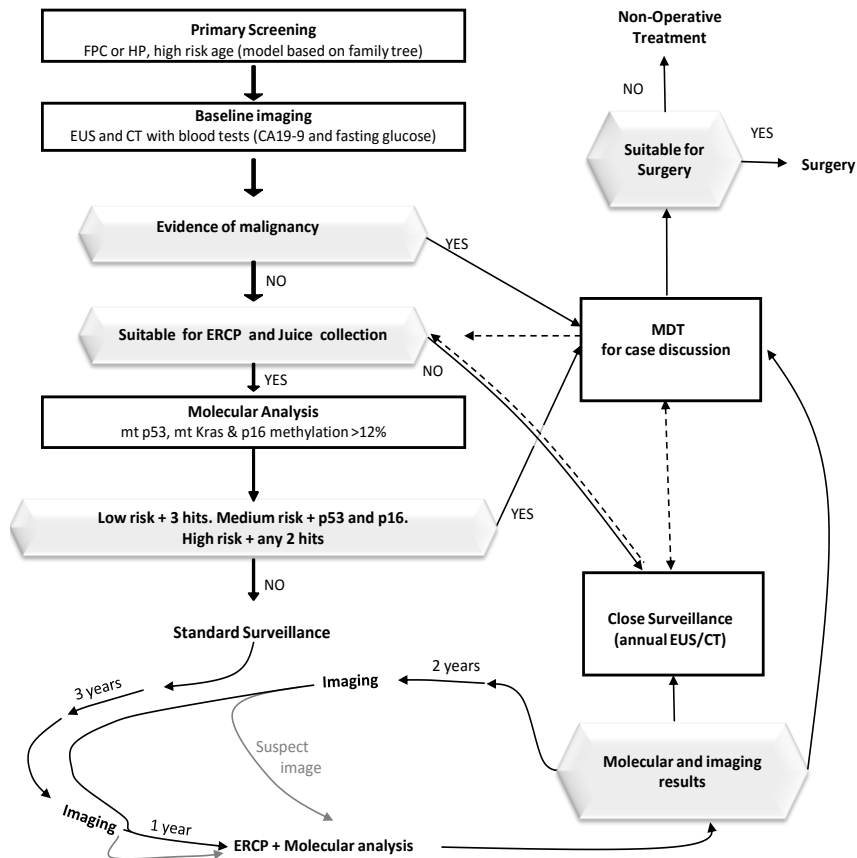 Primary Screening
FPC or HP, high risk age (model based on family tree)
Baseline imaging
EUS and CT with blood tests (CA19-9 and fasting glucose)
Evidence of malignancy
YES
NO
Suitable for ERCP and Juice collection
NO
YES
Molecular Analysis
mt p53, mt Kras & p16 methylation >12%
Low risk + 3 hits. Medium risk + p53 and p16.
High risk + any 2 hits
YES
NO
Standard Surveillance
3 years
Imaging
1 year
ERCP + Molecular analysis
Suspect
image
Imaging
2 years
Molecular and imaging
results
Close Surveillance
(annual EUS/CT)
MDT
for case discussion
Suitable for
Surgery
YES
Surgery
NO
Non-Operative
Treatment